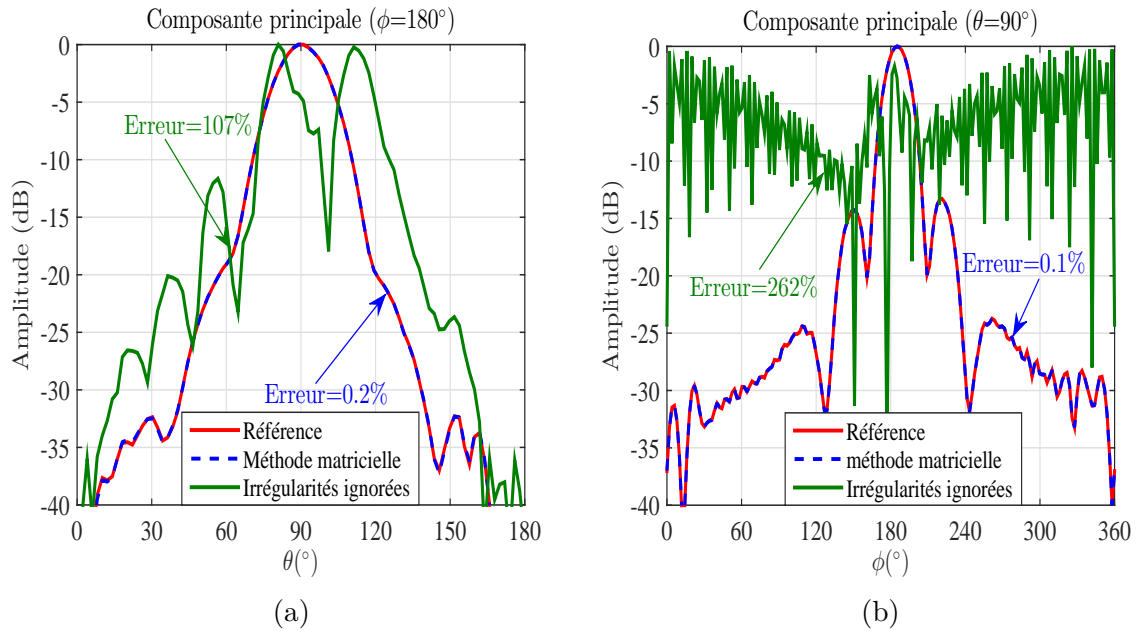 Composante principale (ϕ=180°)
0
-5
-10
-15
-20
-25
-30
-35
-40
Amplitude (dB)
Erreur=107%
Erreur=0.2%
Référence
Méthode matricielle
Irrégularités ignorées
0 30 60 90 120 150 180
θ(°)
(a)
Composante principale (θ=90°)
0
-5
-10
-15
-20
-25
-30
-35
-40
Amplitude (dB)
Erreur=262%
Erreur=0.1%
Référence
méthode matricielle
Irrégularités ignorées
0 60 120 180 240 300 360
ϕ(°)
(b)